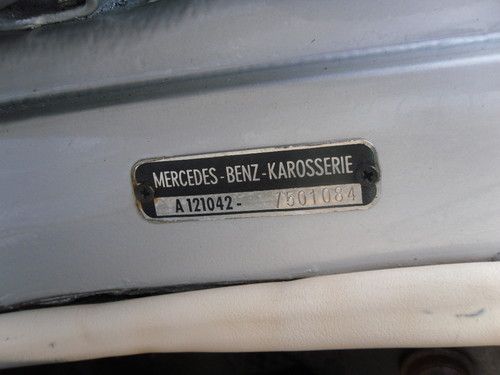 MERCEDES-BENZ-KAROSSERIE
A 121042- 7501084